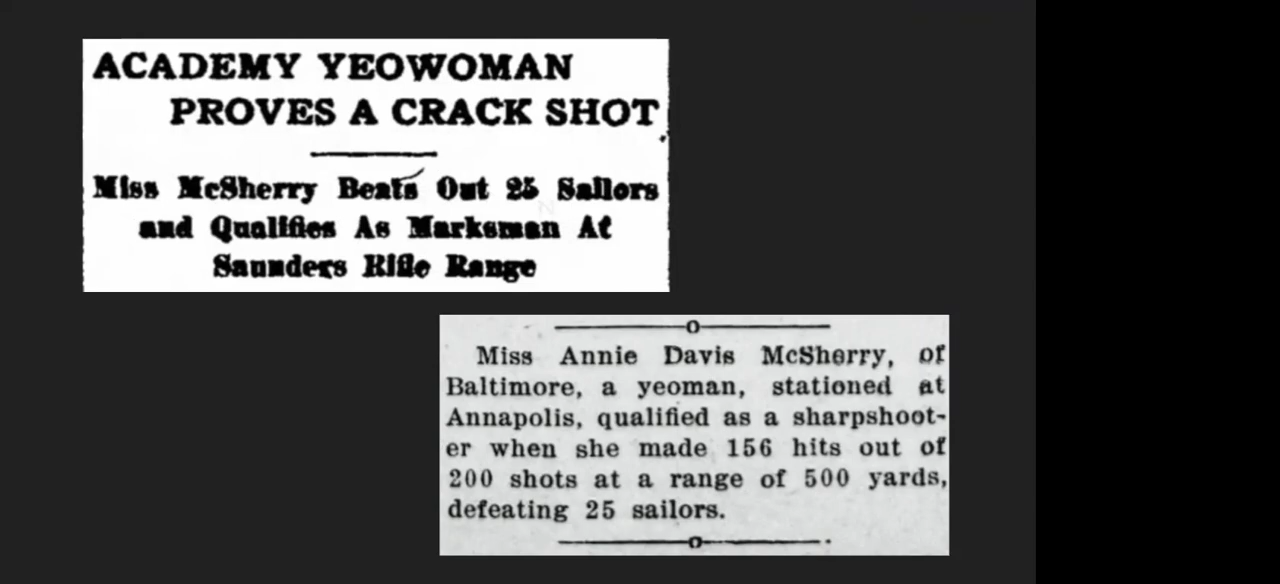 ACADEMY YEOWOMAN
PROVES A CRACK SHOT
Miss McSherry Beats Out 25 Sailors
and Qualifies As Marksman At
Saunders Rifle Range
Miss Annie Davis McSherry, of
Baltimore, a yeoman, stationed at
Annapolis, qualified as a sharpshoot-
er when she made 156 hits out of
200 shots at a range of 500 yards,
defeating 25 sailors.